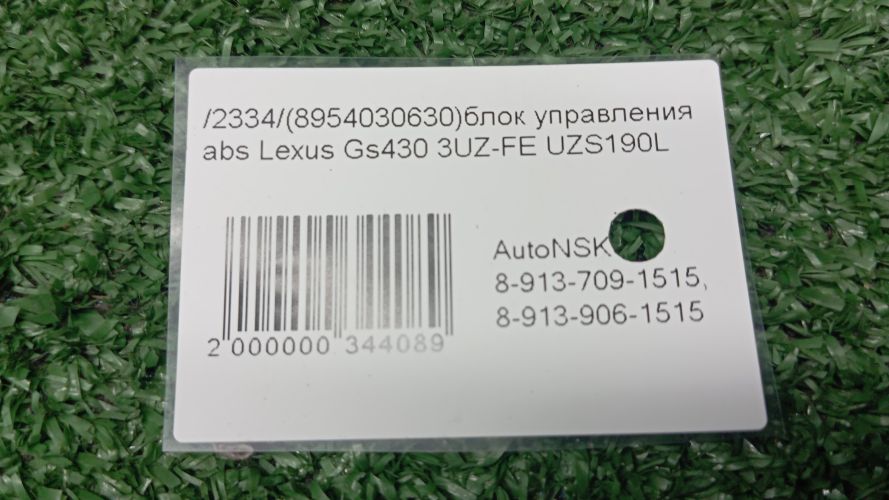 /2334/(8954030630)блок управления
abs Lexus Gs430 3UZ-FE UZS190L
AutoNSK
8-913-709-1515,
8-913-906-1515
2 000000 344089